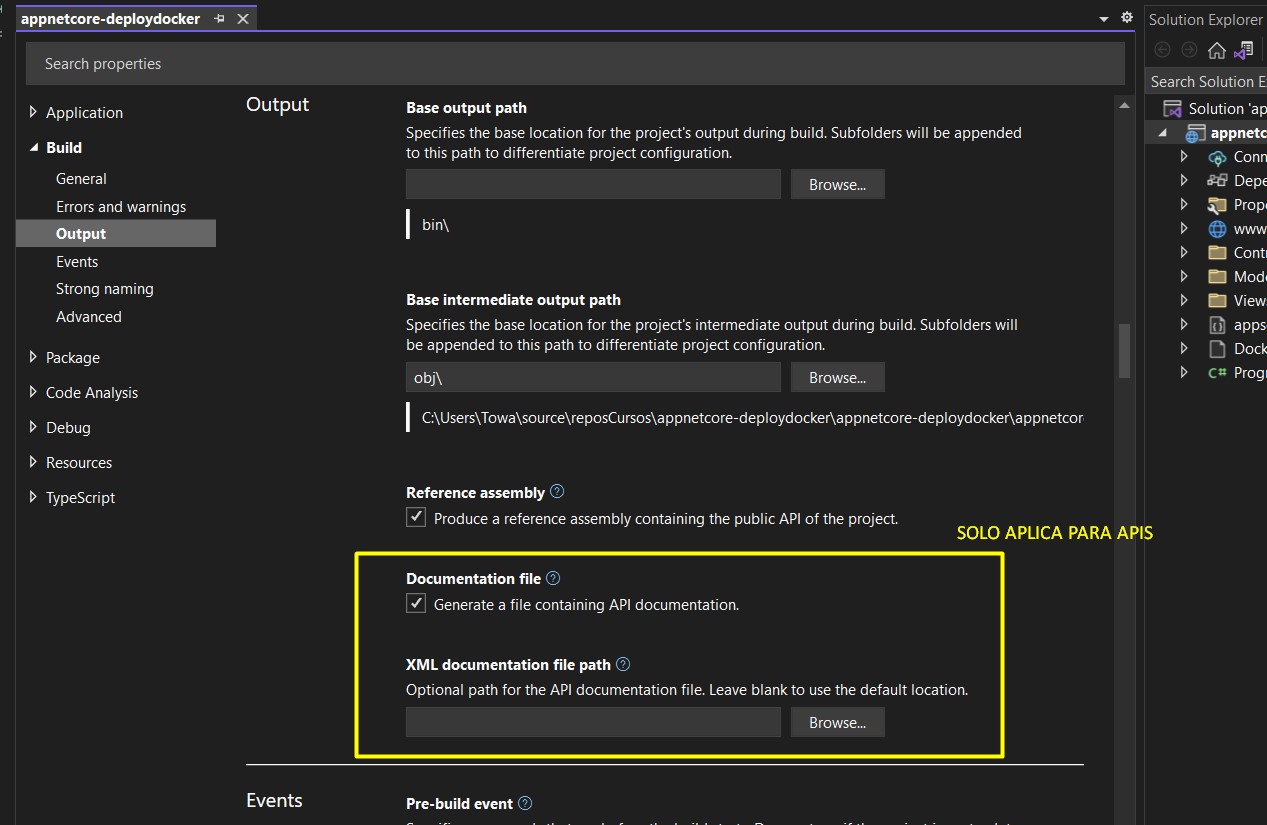 appnetcore-deploydocker
Search properties
Application
Build
General
Errors and warnings
Output
Events
Strong naming
Advanced
Package
Code Analysis
Debug
Resources
TypeScript
Output
Base output path
Specifies the base location for the project's output during build. Subfolders will be appended
to this path to differentiate project configuration.
Browse...
bin\
Base intermediate output path
Specifies the base location for the project's intermediate output during build. Subfolders will
be appended to this path to differentiate project configuration.
obj\
Browse...
C:\Users\Towa\source\reposCursos\appnetcore-deploydocker\appnetcore-deploydocker\appnetcor
Reference assembly
Produce a reference assembly containing the public API of the project.
SOLO APLICA PARA APIS
Documentation file
Generate a file containing API documentation.
XML documentation file path
Optional path for the API documentation file. Leave blank to use the default location.
Browse...
Events
Pre-build event
Solution Explorer
Search Solution E
Solution 'ap
appnetc
Conn
Depe
Prope
www
Contr
Mode
Views
apps
Dock
C# Progr